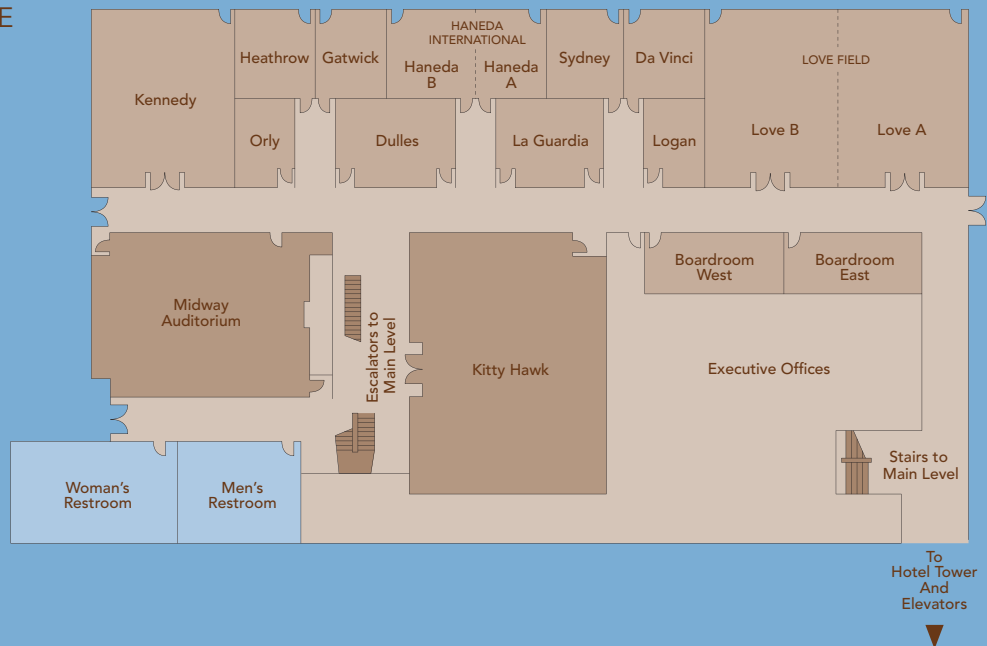 E
HANEDA
INTERNATIONAL
Heathrow
Gatwick
Haneda
B
Haneda
A
Sydney
Da Vinci
LOVE FIELD
Kennedy
Orly
Dulles
La Guardia
Logan
Love B
Love A
Boardroom
West
Boardroom
East
Midway
Auditorium
Escalators to
Main Level
Kitty Hawk
Executive Offices
Stairs to
Main Level
Woman's
Restroom
Men's
Restroom
To
Hotel Tower
And
Elevators